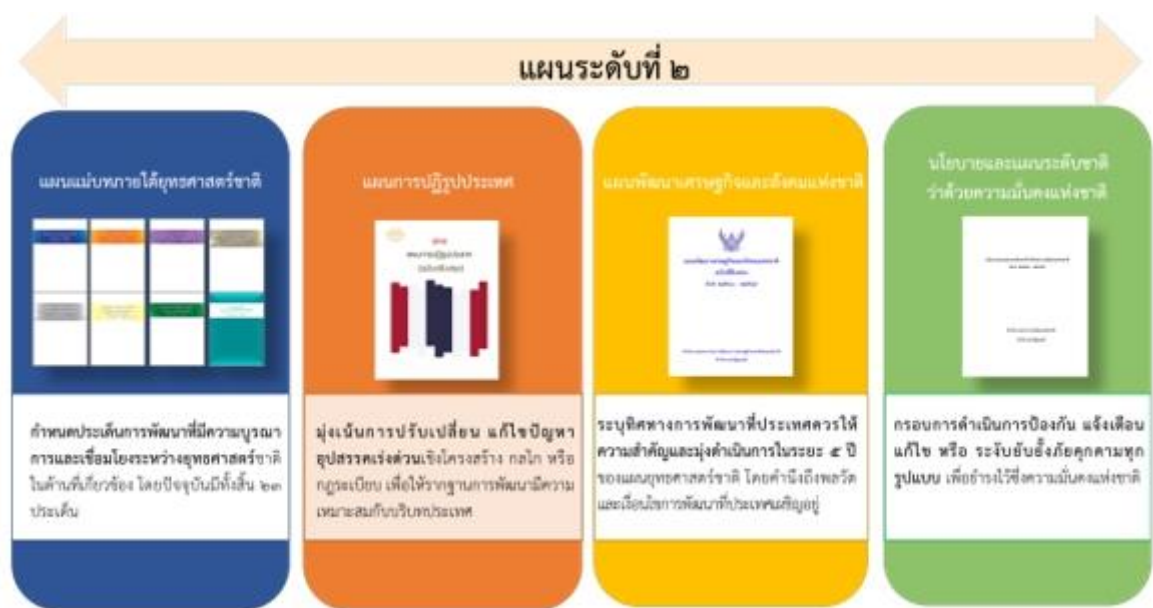 แผนระดับที่ ๒
แผนแม่บทภายใต้ยุทธศาสตร์ชาติ
กำหนดประเด็นการพัฒนาที่มีความบูรณา
การและเชื่อมโยงระหว่างยุทธศาสตร์ชาติ
ในด้านที่เกี่ยวข้อง โดยปัจจุบันมีทั้งสิ้น ๒๓
ประเด็น
แผนการปฏิรูปประเทศ
มุ่งเน้นการปรับเปลี่ยน แก้ไขปัญหา
อุปสรรคเร่งด่วนเชิงโครงสร้าง กลไก หรือ
กฎระเบียบ เพื่อให้รากฐานการพัฒนามีความ
เหมาะสมกับบริบทประเทศ
แผนพัฒนาเศรษฐกิจและสังคมแห่งชาติ
ระบุทิศทางการพัฒนาที่ประเทศควรให้
ความสำคัญและมุ่งดำเนินการในระยะ ๕ ปี
ของแผนยุทธศาสตร์ชาติ โดยคำนึงถึงพลวัต
และเงื่อนไขการพัฒนาที่ประเทศเผชิญอยู่
นโยบายและแผนระดับชาติ
ว่าด้วยความมั่นคงแห่งชาติ
กรอบการดำเนินการป้องกัน แจ้งเตือน
แก้ไข หรือ ระงับยับยั้งภัยคุกคามทุก
รูปแบบ เพื่อธำรงไว้ซึ่งความมั่นคงแห่งชาติ